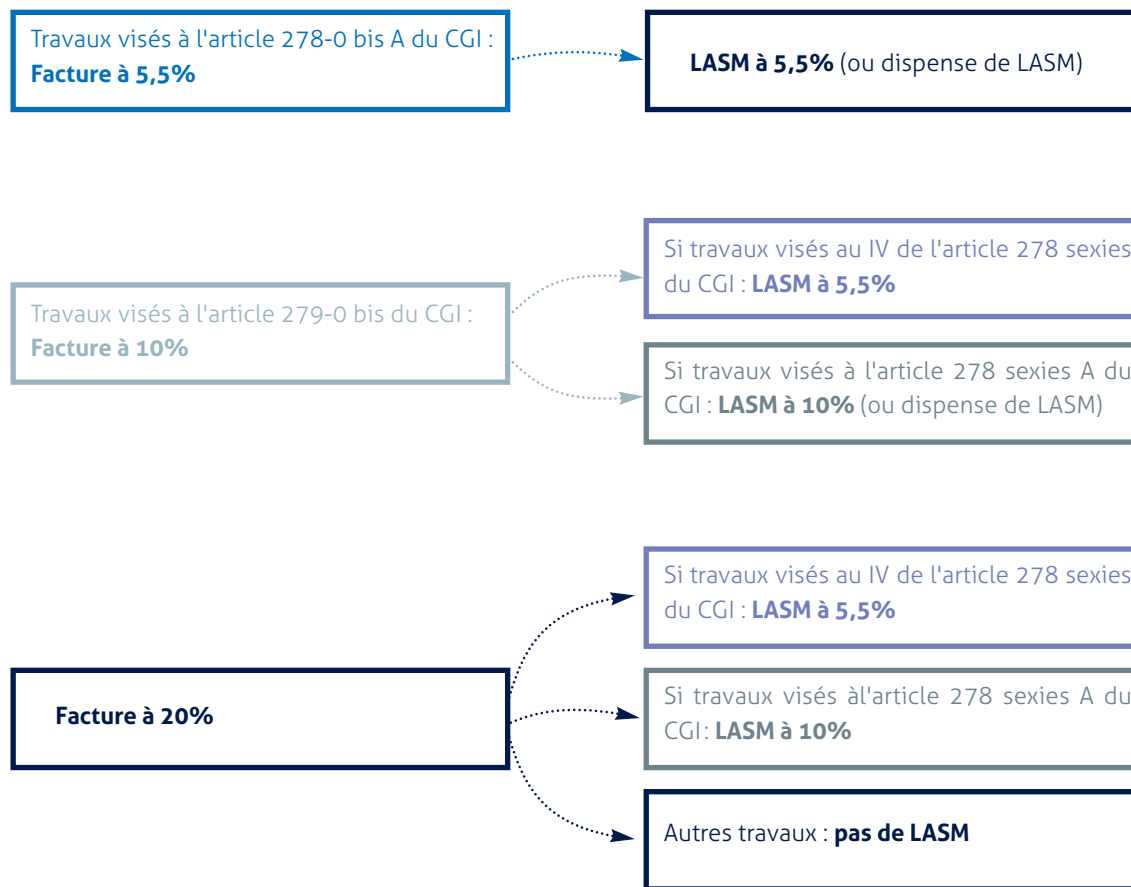 Travaux visés à l'article 278-0 bis A du CGI :
Facture à 5,5%
LASM à 5,5% (ou dispense de LASM)
Travaux visés à l'article 279-0 bis du CGI :
Facture à 10%
Si travaux visés au IV de l'article 278 sexies
du CGI : LASM à 5,5%
Si travaux visés à l'article 278 sexies A du
CGI : LASM à 10% (ou dispense de LASM)
Facture à 20%
Si travaux visés au IV de l'article 278 sexies
du CGI : LASM à 5,5%
Si travaux visés àl'article 278 sexies A du
CGI: LASM à 10%
Autres travaux : pas de LASM